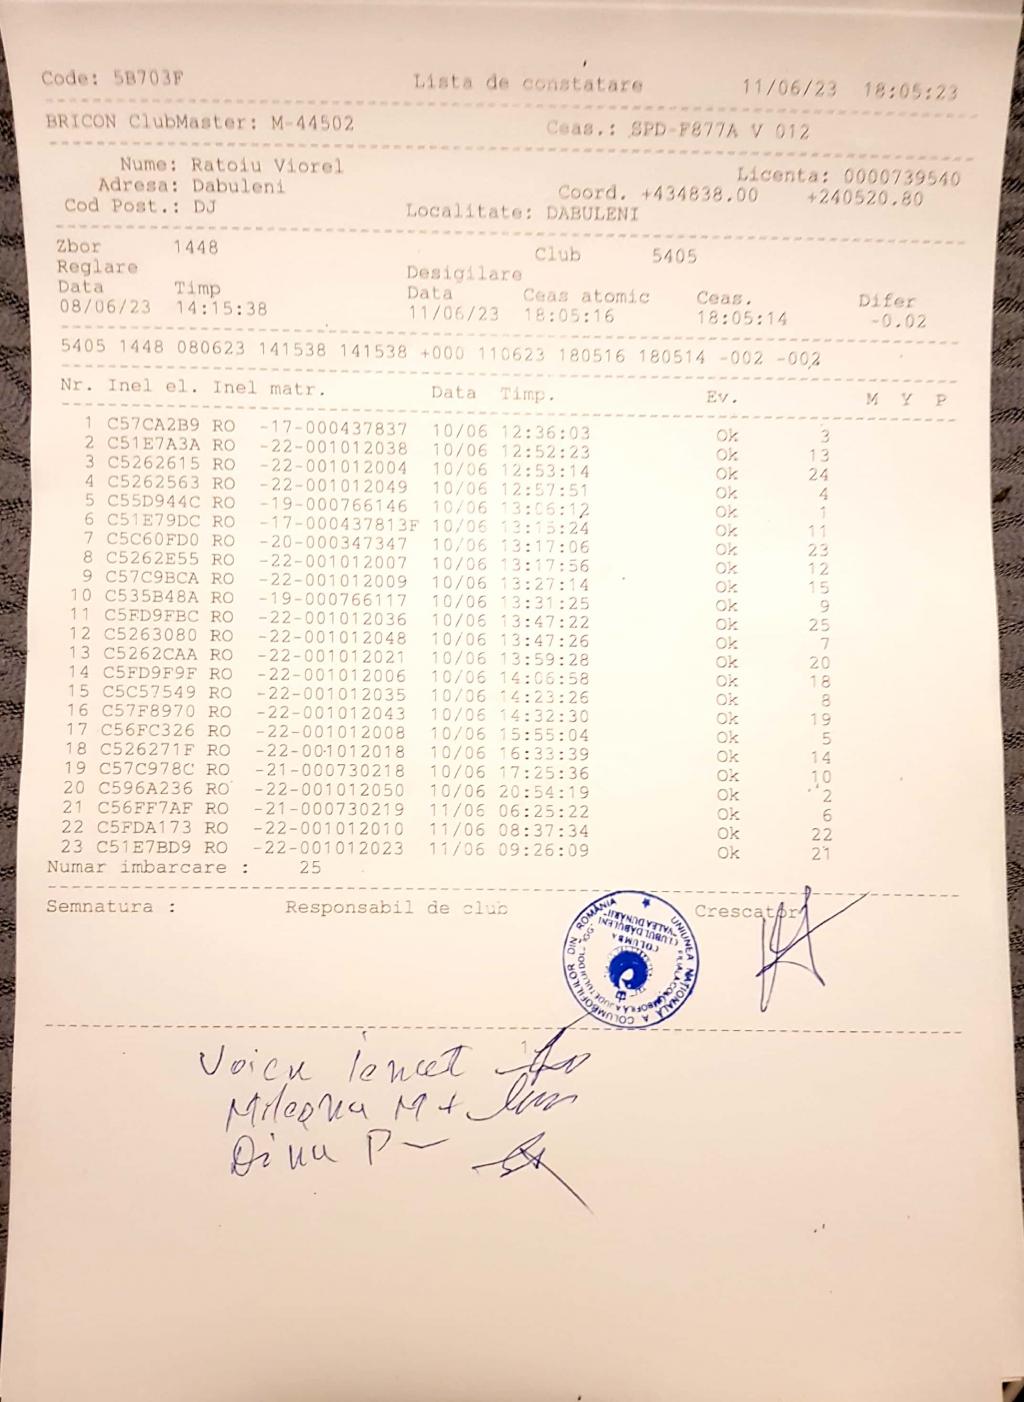 Code: 5B703F Lista de constatare 11/06/23 18:05:23
BRICON ClubMaster: M-44502 Ceas.: SPD-F877A V 012
Nume: Ratoiu Viorel Licenta: 0000739540
Adresa: Dabuleni Coord. +434838.00 +240520.80
Cod Post.: DJ Localitate: DABULENI
Zbor 1448 Club 5405
Reglare Desigilare
Data Timp Data Ceas atomic Ceas. Difer
08/06/23 14:15:38 11/06/23 18:05:16 18:05:14 -0.02
5405 1448 080623 141538 141538 +000 110623 180516 180514 -002 -002
Nr. Inel el. Inel matr. Data Timp. Ev. M Y P
1 C57CA2B9 RO -17-000437837 10/06 12:36:03 Ok 3
2 C51E7A3A RO -22-001012038 10/06 12:52:23 Ok 13
3 C5262615 RO -22-001012004 10/06 12:53:14 Ok 24
4 C5262563 RO -22-001012049 10/06 12:57:51 Ok 4
5 C55D944C RO -19-000766146 10/06 13:06:12 Ok 1
6 C51E79DC RO -17-000437813F 10/06 13:15:24 Ok 11
7 C5C60FD0 RO -20-000347347 10/06 13:17:06 Ok 23
8 C5262E55 RO -22-001012007 10/06 13:17:56 Ok 12
9 C57C9BCA RO -22-001012009 10/06 13:27:14 Ok 15
10 C535B48A RO -19-000766117 10/06 13:31:25 Ok 9
11 C5FD9FBC RO -22-001012036 10/06 13:47:22 Ok 25
12 C5263080 RO -22-001012048 10/06 13:47:26 Ok 7
13 C5262CAA RO -22-001012021 10/06 13:59:28 Ok 20
14 C5FD9F9F RO -22-001012006 10/06 14:06:58 Ok 18
15 C5C57549 RO -22-001012035 10/06 14:23:26 Ok 8
16 C57F8970 RO -22-001012043 10/06 14:32:30 Ok 19
17 C56FC326 RO -22-001012008 10/06 15:55:04 Ok 5
18 C526271F RO -22-001012018 10/06 16:33:39 Ok 14
19 C57C978C RO -21-000730218 10/06 17:25:36 Ok 10
20 C596A236 RO -22-001012050 10/06 20:54:19 Ok 2
21 C56FF7AF RO -21-000730219 11/06 06:25:22 Ok 6
22 C5FDA173 RO -22-001012010 11/06 08:37:34 Ok 22
23 C51E7BD9 RO -22-001012023 11/06 09:26:09 Ok 21
Numar imbarcare : 25
Semnatura : Responsabil de club Crescator
UNIUNEA NAȚIONALĂ A COLUMBOFILILOR DIN ROMÂNIA
CLUBUL DĂBULENI
"VALEA DUNĂRII"
COLUMBA
1
Voicu
M
Dinu P